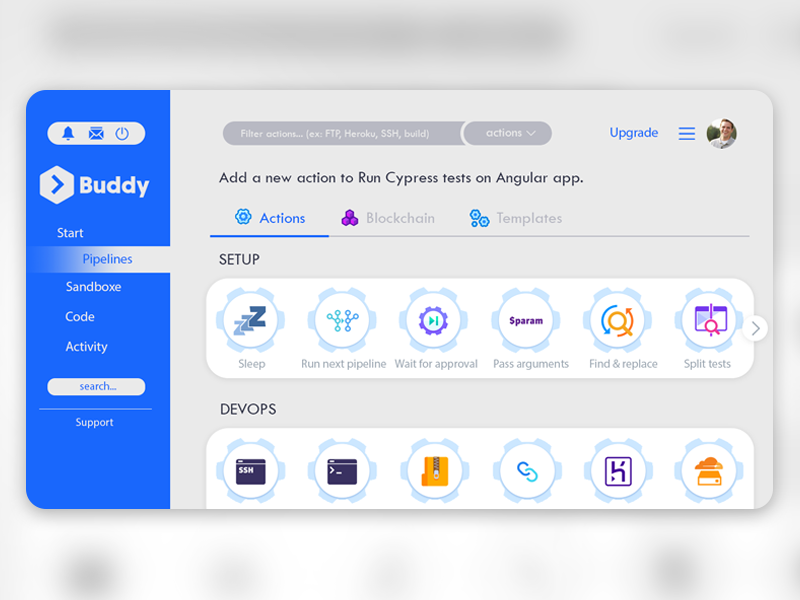 Filter actions... (ex: FTP, Heroku, SSH, build)
actions
Upgrade
Buddy
Add a new action to Run Cypress tests on Angular app.
Start
Pipelines
Sandboxe
Code
Activity
search...
Support
Actions
Blockchain
Templates
SETUP
$param
Sleep
Run next pipeline
Wait for approval
Pass arguments
Find & replace
Split tests
DEVOPS
SSH